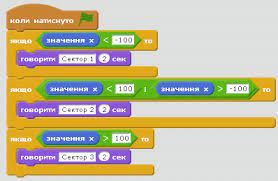 коли натиснуто
якщо значення x < -100 то
говорити Сектор 1 2 сек
якщо значення x < 100 і значення x > -100 то
говорити Сектор 2 2 сек
якщо значення x > 100 то
говорити Сектор 3 2 сек